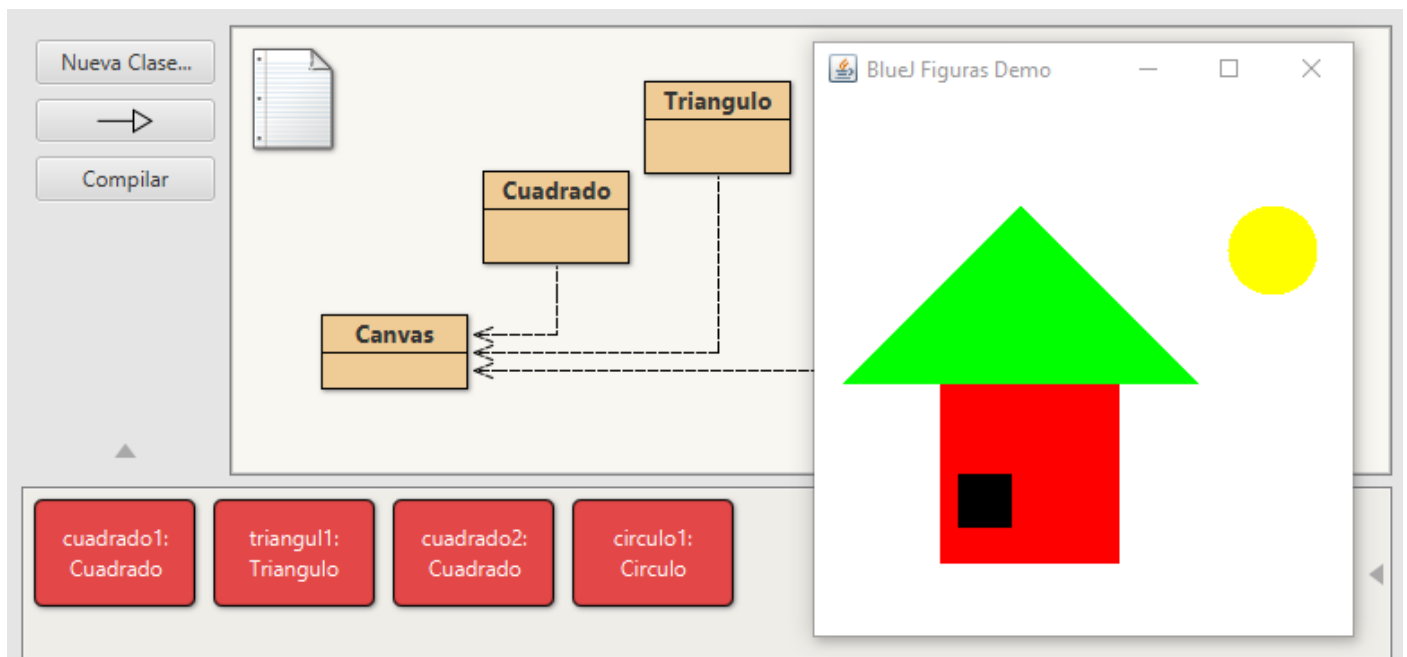 Nueva Clase...
Compilar
Triangulo
Cuadrado
Canvas
BlueJ Figuras Demo
cuadrado1:
Cuadrado
triangul1:
Triangulo
cuadrado2:
Cuadrado
circulo1:
Circulo